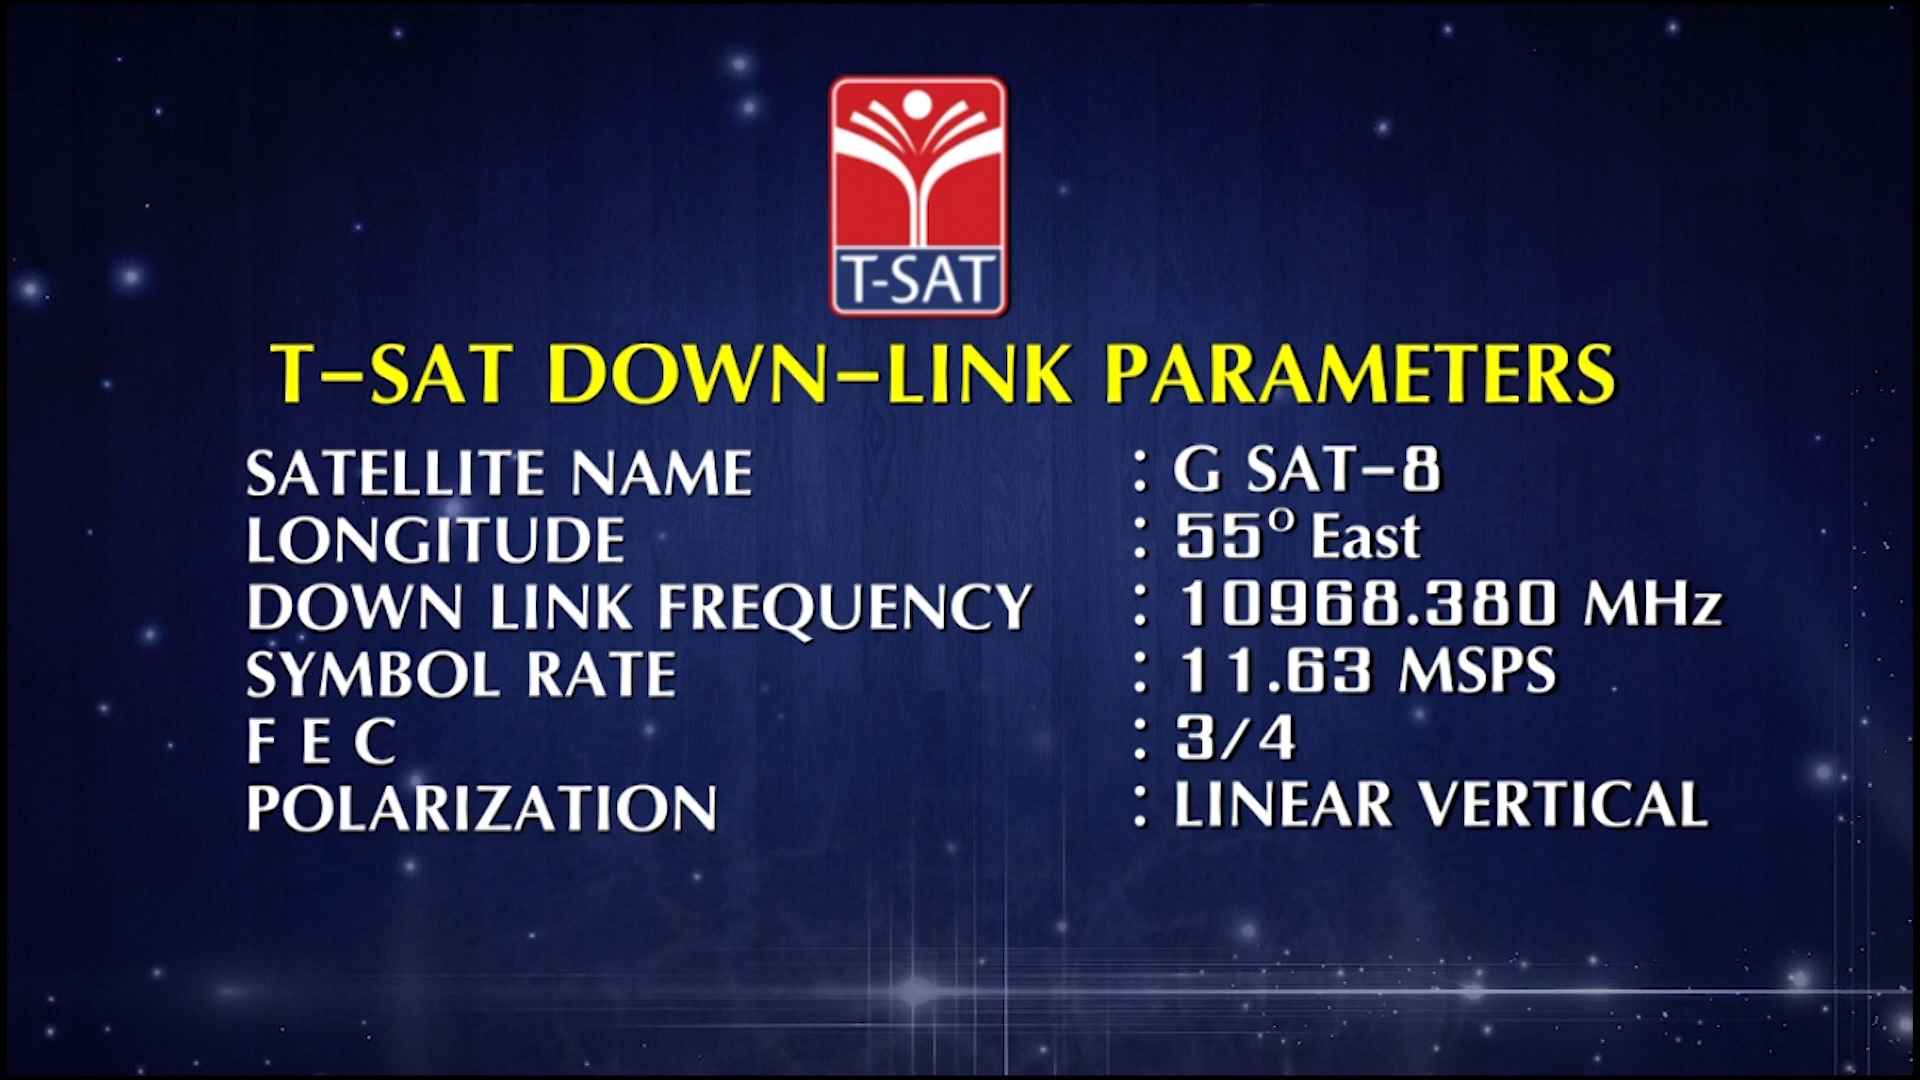 T-SAT
T-SAT DOWN-LINK PARAMETERS
SATELLITE NAME : G SAT-8
LONGITUDE : 55° East
DOWN LINK FREQUENCY : 10968.380 MHz
SYMBOL RATE : 11.63 MSPS
F E C : 3/4
POLARIZATION : LINEAR VERTICAL